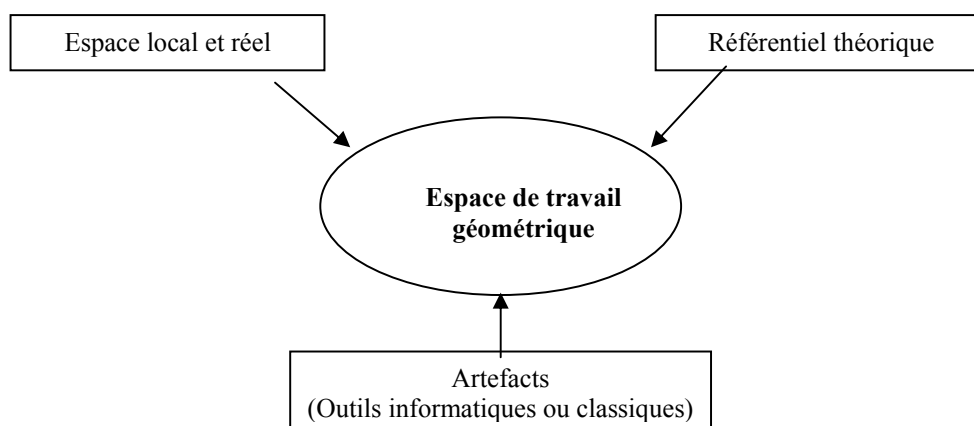 Espace local et réel
Référentiel théorique
Espace de travail
géométrique
Artefacts
(Outils informatiques ou classiques)